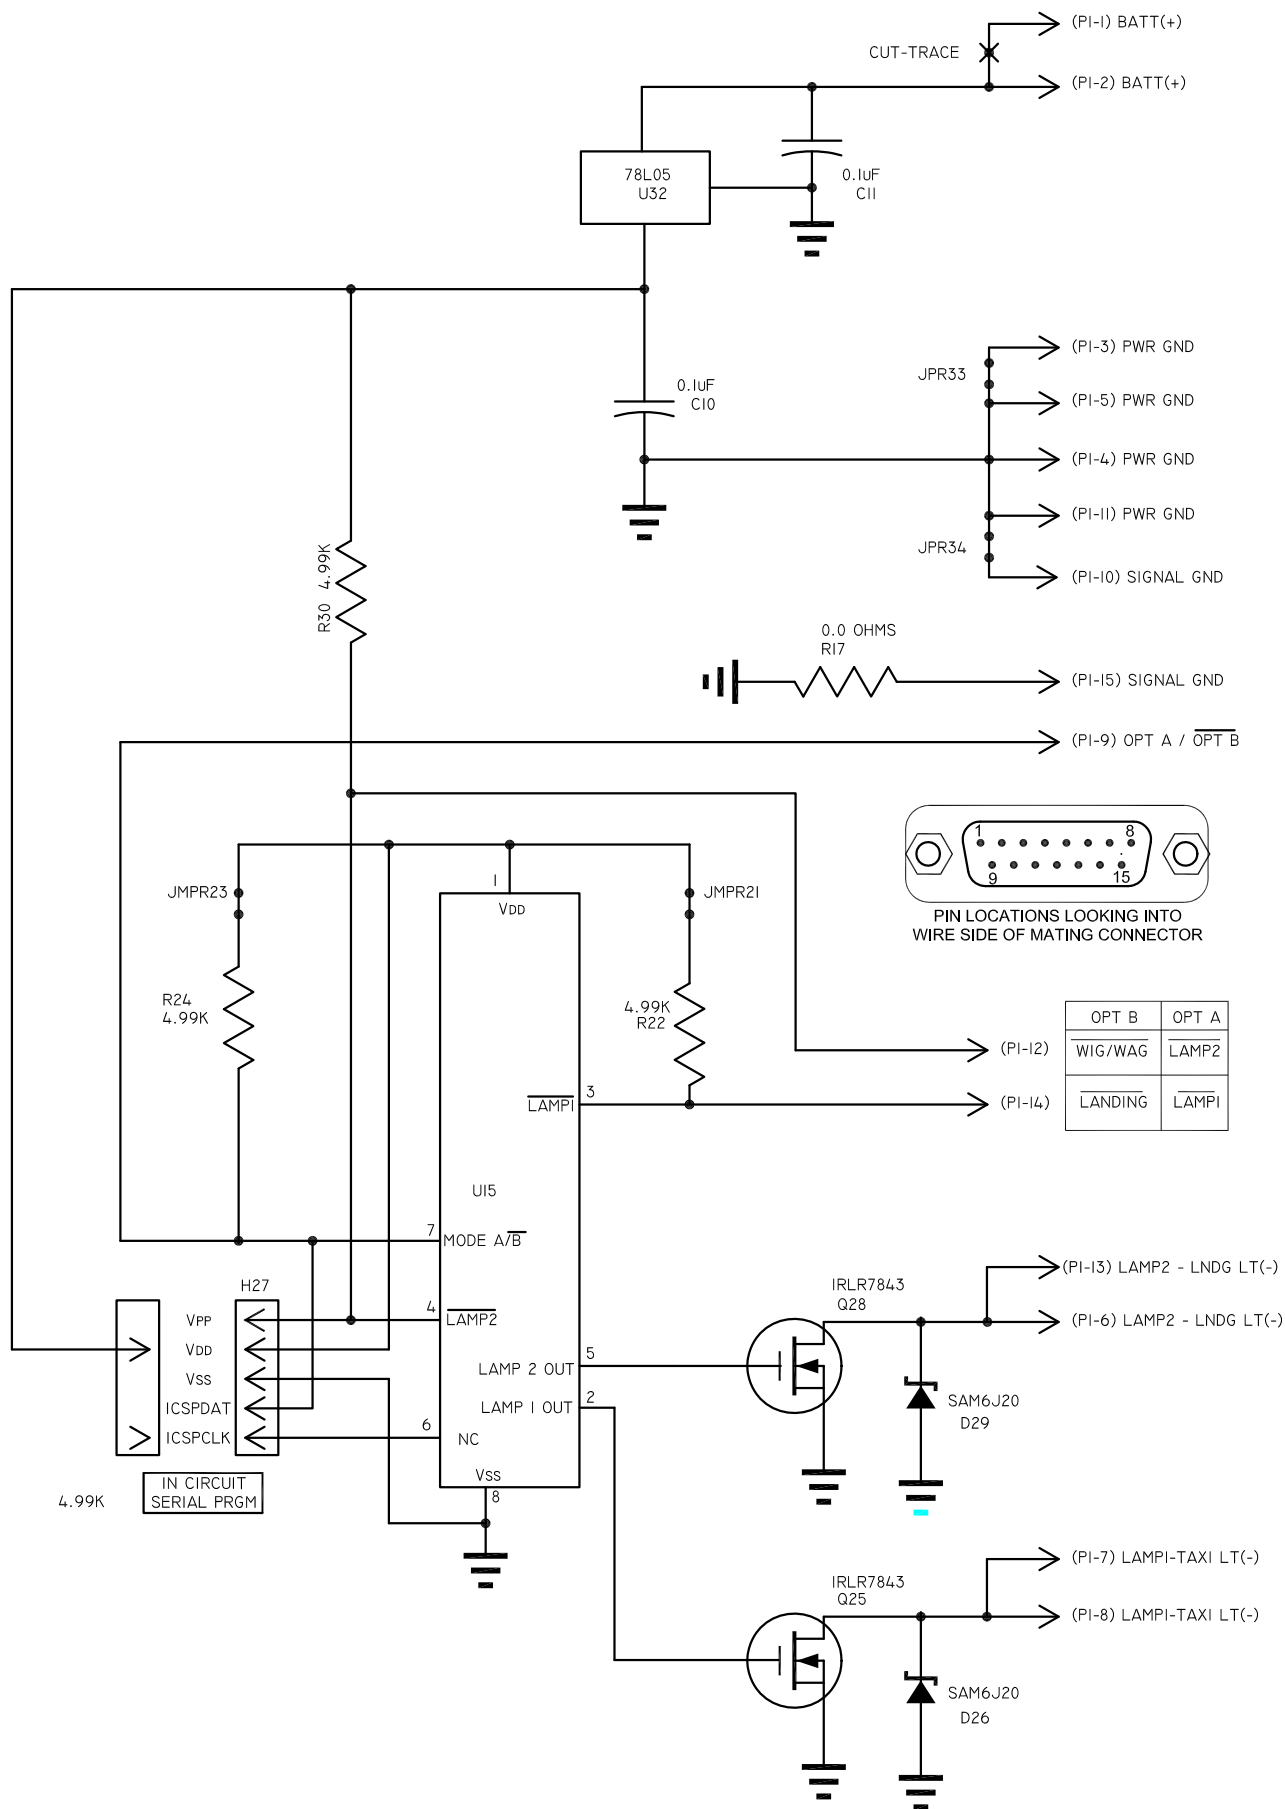 (P1-1) BATT(+)
CUT-TRACE
(P1-2) BATT(+)
78L05
U32
0.1uF
C11
(P1-3) PWR GND
JPR33
0.1uF
C10
(P1-5) PWR GND
(P1-4) PWR GND
(P1-11) PWR GND
JPR34
(P1-10) SIGNAL GND
R30 4.99K
0.0 OHMS
R17
(P1-15) SIGNAL GND
(P1-9) OPT A / OPT B
1 8
9 15
PIN LOCATIONS LOOKING INTO
WIRE SIDE OF MATING CONNECTOR
JMPR23
1
VDD
JMPR21
R24
4.99K
4.99K
R22
OPT B OPT A
(P1-12) WIG/WAG LAMP2
(P1-14) LANDING LAMP1
3
LAMP1
U15
7
MODE A/B
H27
4
LAMP2
VPP
VDD
VSS
ICSPDAT
ICSPCLK
IN CIRCUIT
SERIAL PRGM
4.99K
5
LAMP 2 OUT
2
LAMP 1 OUT
6
NC
VSS
8
IRLR7843
Q28
(P1-13) LAMP2 - LNDG LT(-)
(P1-6) LAMP2 - LNDG LT(-)
SAM6J20
D29
IRLR7843
Q25
(P1-7) LAMP1-TAXI LT(-)
(P1-8) LAMP1-TAXI LT(-)
SAM6J20
D26